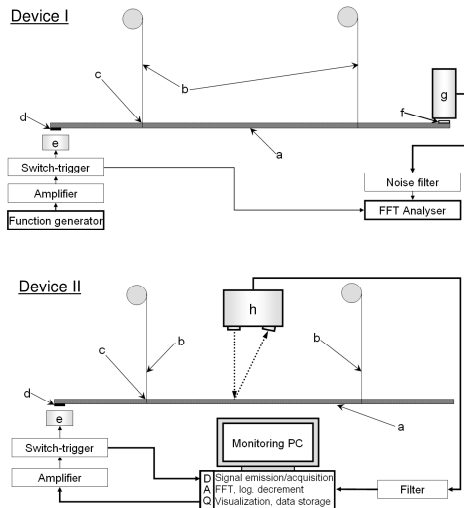 Device I
c
b
g
d
f
e
a
Switch-trigger
Amplifier
Function generator
Noise filter
FFT Analyser
Device II
h
c
b
b
d
e
a
Switch-trigger
Amplifier
Monitoring PC
D Signal emission/acquisition
A FFT, log. decrement
Q Visualization, data storage
Filter